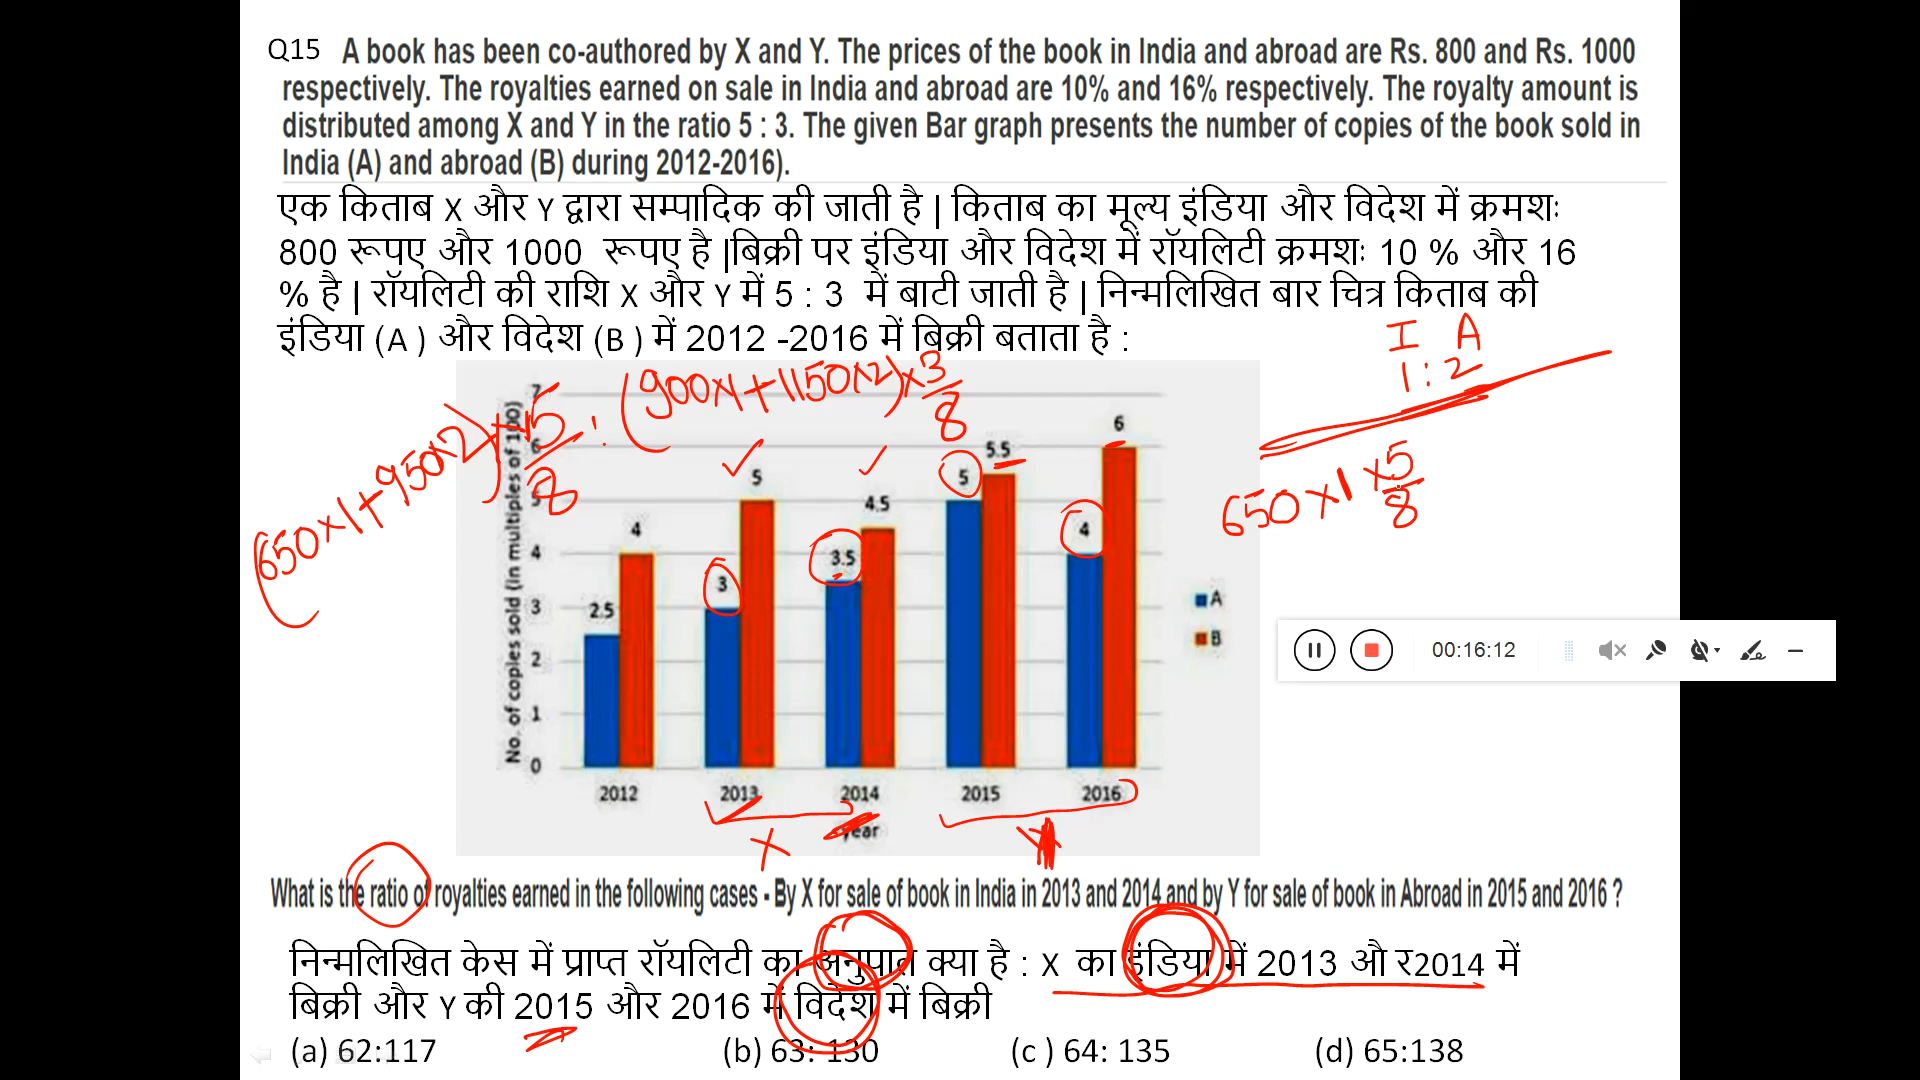 Q15 A book has been co-authored by X and Y. The prices of the book in India and abroad are Rs. 800 and Rs. 1000
respectively. The royalties earned on sale in India and abroad are 10% and 16% respectively. The royalty amount is
distributed among X and Y in the ratio 5 : 3. The given Bar graph presents the number of copies of the book sold in
India (A) and abroad (B) during 2012-2016).
एक किताब X और Y द्वारा सम्पादिक की जाती है | किताब का मूल्य इंडिया और विदेश में क्रमशः
800 रूपए और 1000 रूपए है |बिक्री पर इंडिया और विदेश में रॉयलिटी क्रमशः 10 % और 16
% है | रॉयलिटी की राशि X और Y में 5 : 3 में बाटी जाती है | निन्मलिखित बार चित्र किताब की
इंडिया (A ) और विदेश (B ) में 2012 -2016 में बिक्री बताता है :
I A
1 : 2
(650×1+950×2)×5/8 : (900×1+1150×2)×3/8
650×1×5/8
No. of copies sold (in multiples of 100)
7
6
5
4
3
2
1
0
2.5 4 3 5 3.5 4.5 5 5.5 4 6
A
B
00:16:12
2012 2013 2014 2015 2016
year
X
What is the ratio of royalties earned in the following cases - By X for sale of book in India in 2013 and 2014 and by Y for sale of book in Abroad in 2015 and 2016 ?
निन्मलिखित केस में प्राप्त रॉयलिटी का अनुपात क्या है : X का इंडिया में 2013 औ र2014 में
बिक्री और Y की 2015 और 2016 में विदेश में बिक्री
(a) 62:117 (b) 63: 130 (c ) 64: 135 (d) 65:138